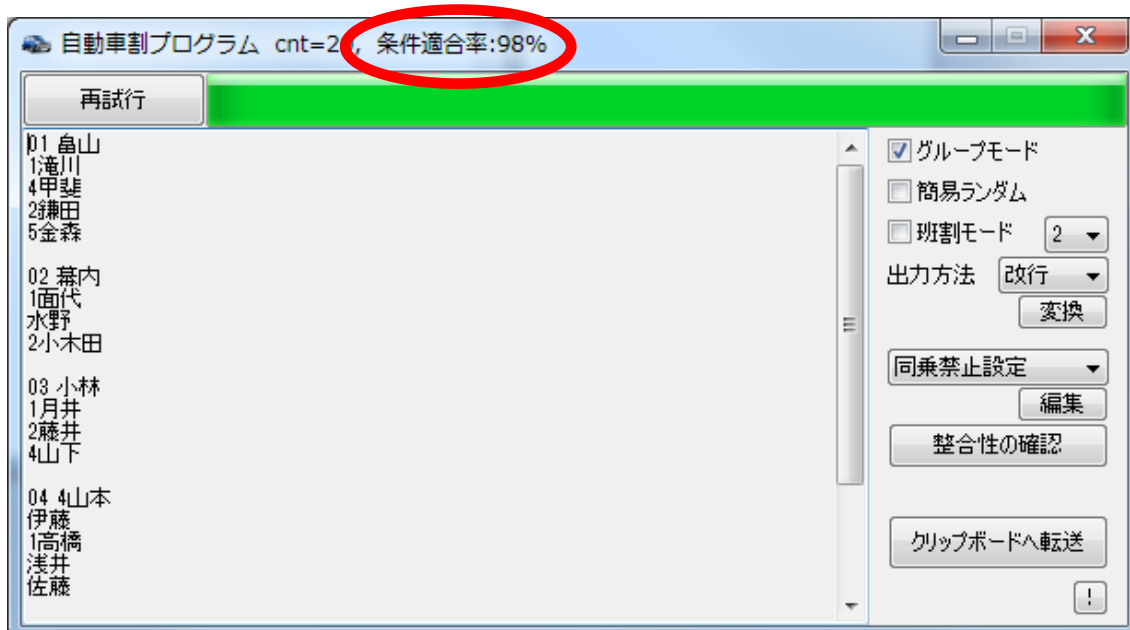 自動車割プログラム cnt=2, 条件適合率:98%
再試行
01 畠山
1滝川
4甲斐
2鎌田
5金森
02 幕内
1面代
水野
2小木田
03 小林
1月井
2藤井
4山下
04 4山本
伊藤
1高橋
浅井
佐藤
グループモード
簡易ランダム
班割モード 2
出力方法 改行
変換
同乗禁止設定
編集
整合性の確認
クリップボードへ転送
!